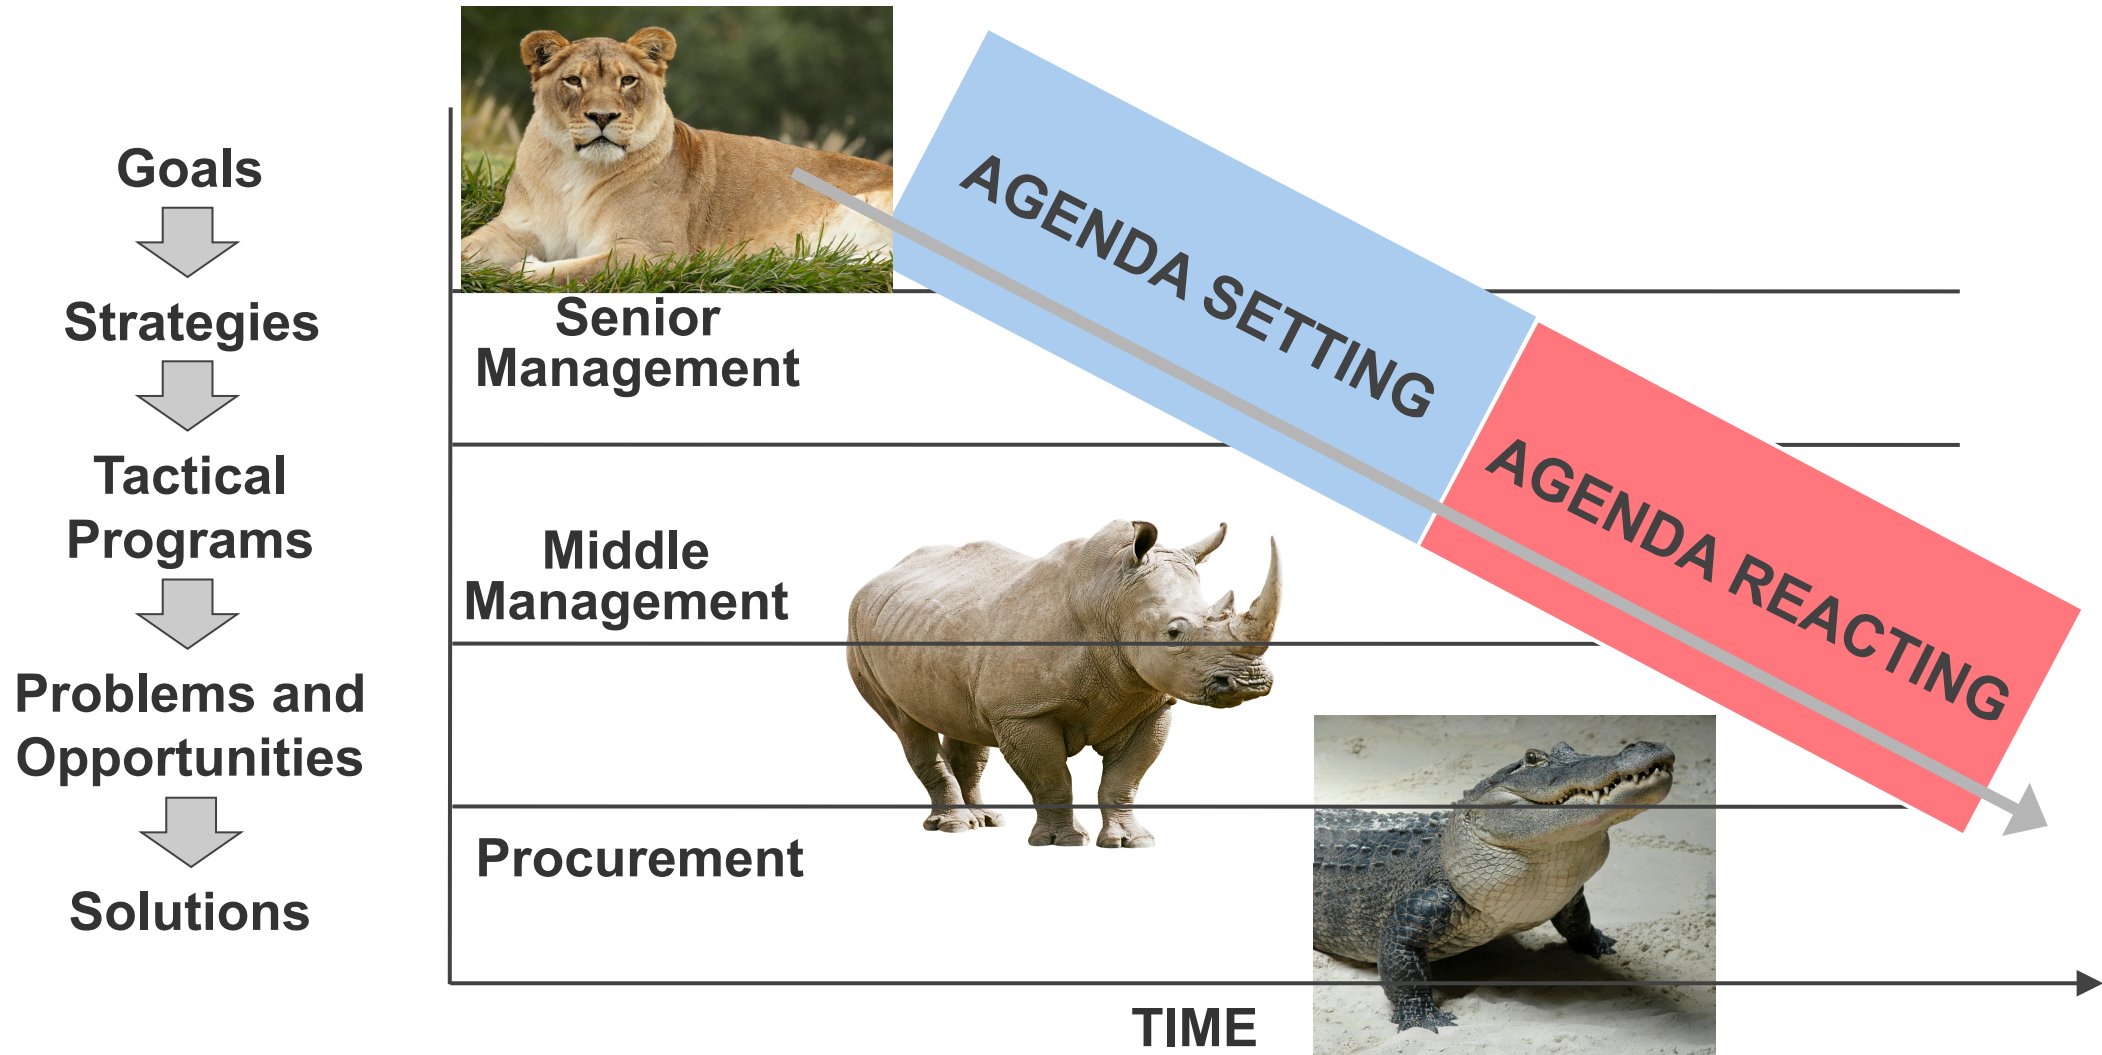 Goals
Strategies
Tactical
Programs
Problems and
Opportunities
Solutions
Senior
Management
Middle
Management
Procurement
AGENDA SETTING
AGENDA REACTING
TIME